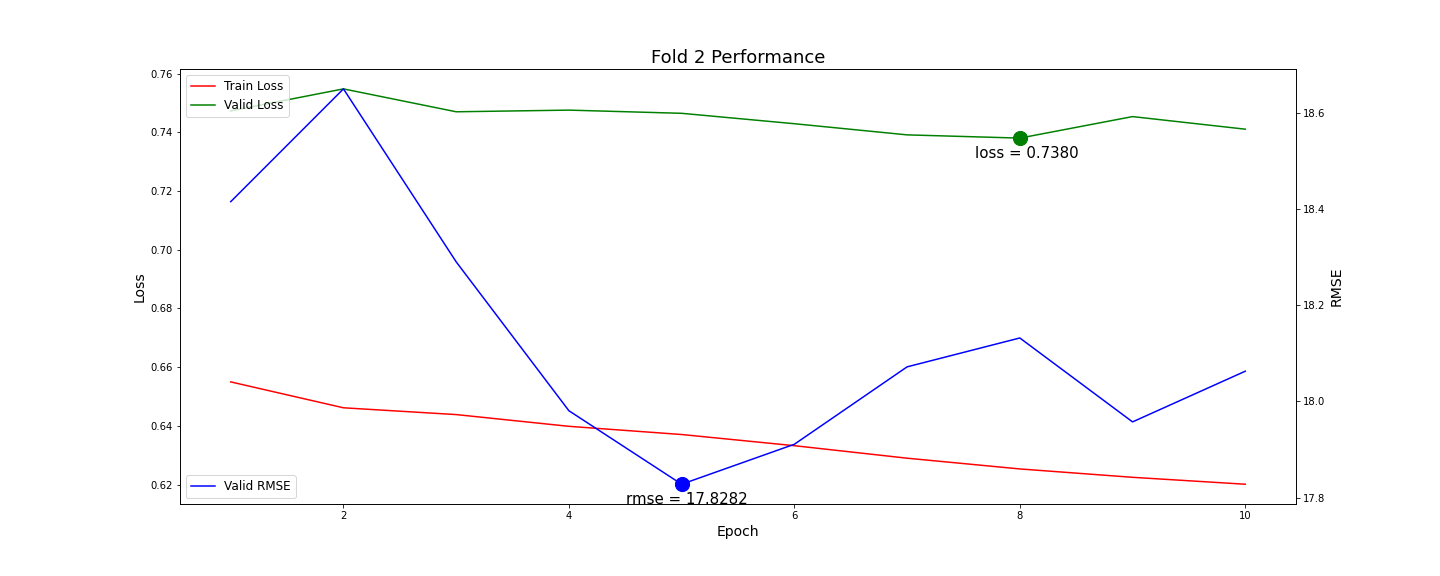 Fold 2 Performance
Train Loss
Valid Loss
Valid RMSE
loss = 0.7380
rmse = 17.8282
Loss
0.76
0.74
0.72
0.70
0.68
0.66
0.64
0.62
RMSE
18.6
18.4
18.2
18.0
17.8
2
4
6
8
10
Epoch